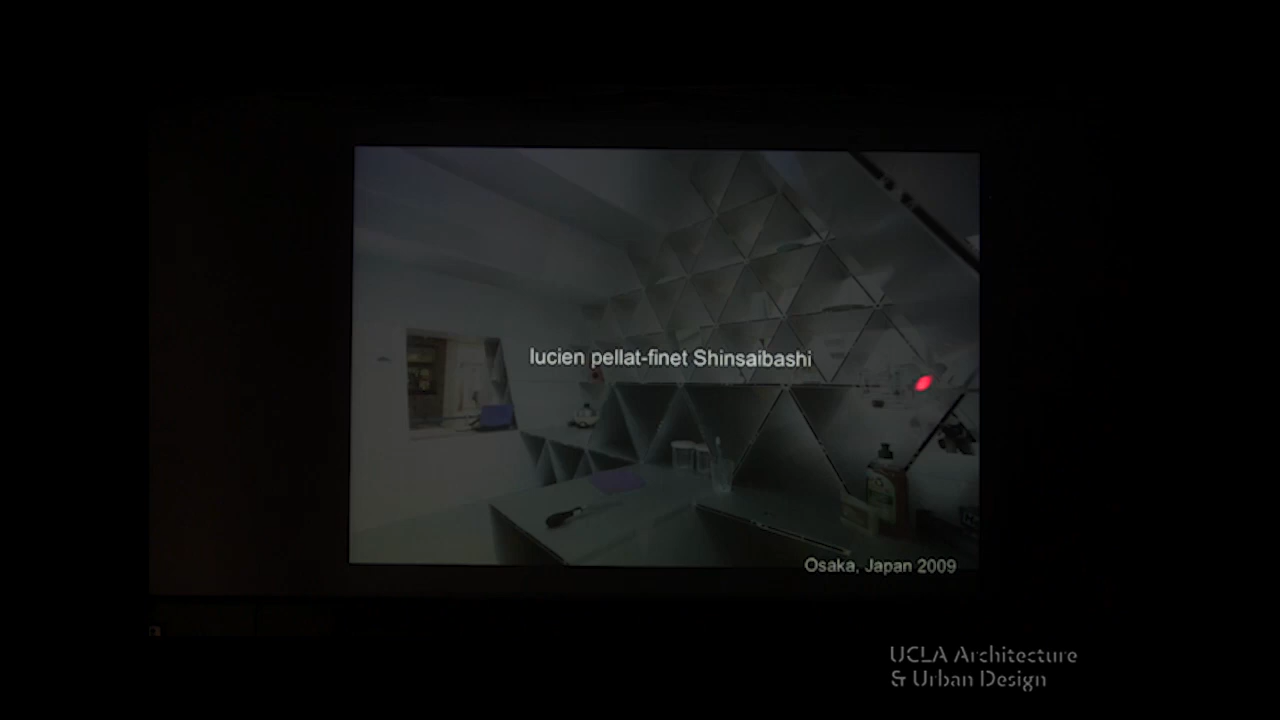 lucien pellat-finet Shinsaibashi
Osaka, Japan 2009
UCLA Architecture
& Urban Design